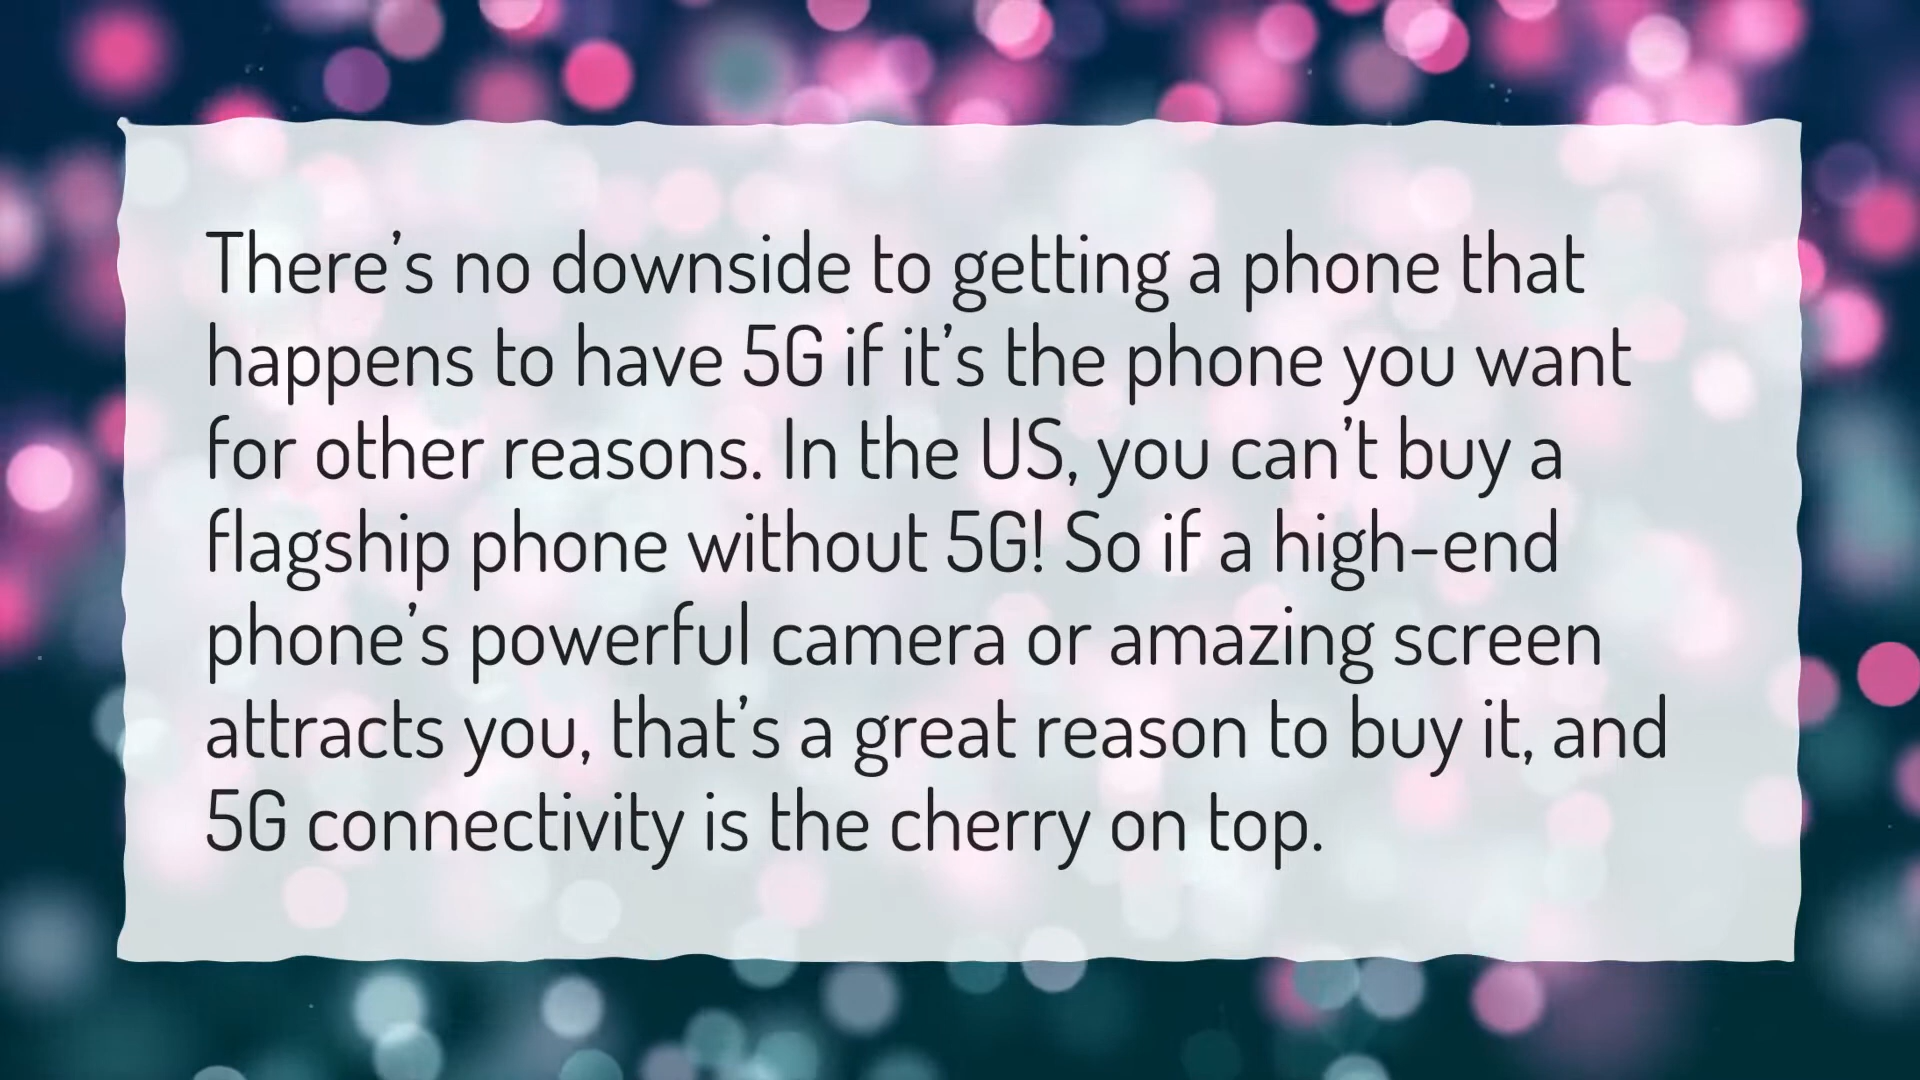 There’s no downside to getting a phone that
happens to have 5G if it’s the phone you want
for other reasons. In the US, you can’t buy a
flagship phone without 5G! So if a high-end
phone’s powerful camera or amazing screen
attracts you, that’s a great reason to buy it, and
5G connectivity is the cherry on top.